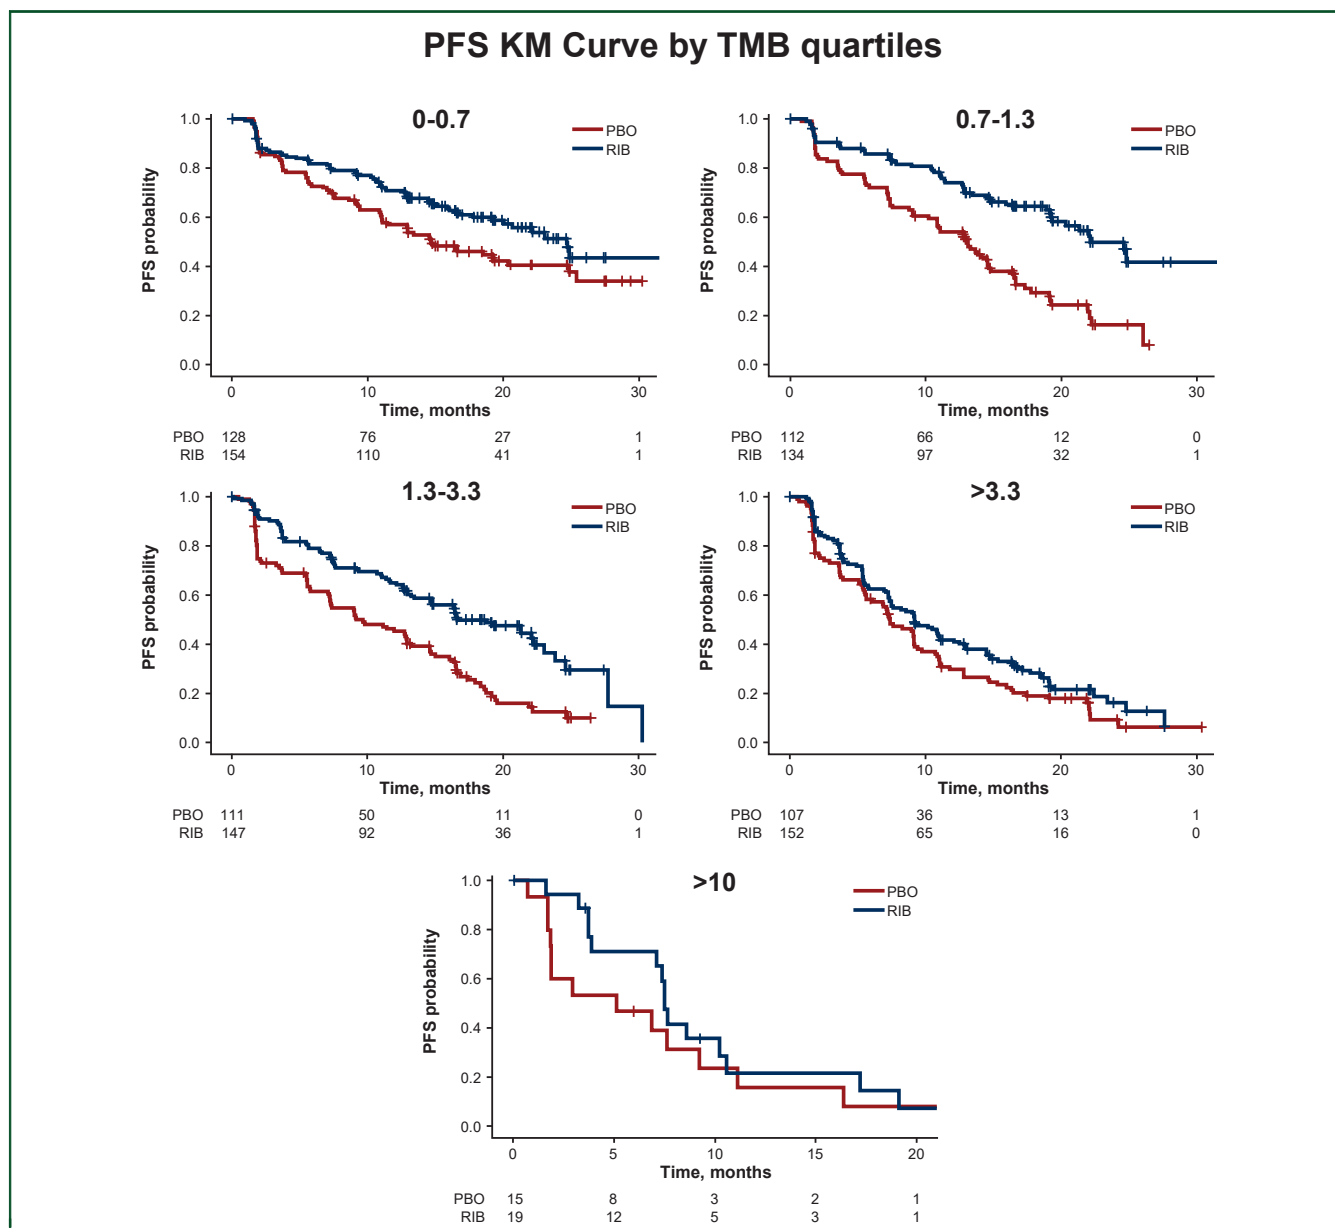 PFS KM Curve by TMB quartiles
0-0.7
PBO
RIB
PFS probability
1.0
0.8
0.6
0.4
0.2
0.0
0 10 20 30
Time, months
PBO 128 76 27 1
RIB 154 110 41 1
0.7-1.3
PBO
RIB
PFS probability
1.0
0.8
0.6
0.4
0.2
0.0
0 10 20 30
Time, months
PBO 112 66 12 0
RIB 134 97 32 1
1.3-3.3
PBO
RIB
PFS probability
1.0
0.8
0.6
0.4
0.2
0.0
0 10 20 30
Time, months
PBO 111 50 11 0
RIB 147 92 36 1
>3.3
PBO
RIB
PFS probability
1.0
0.8
0.6
0.4
0.2
0.0
0 10 20 30
Time, months
PBO 107 36 13 1
RIB 152 65 16 0
>10
PBO
RIB
PFS probability
1.0
0.8
0.6
0.4
0.2
0.0
0 5 10 15 20
Time, months
PBO 15 8 3 2 1
RIB 19 12 5 3 1